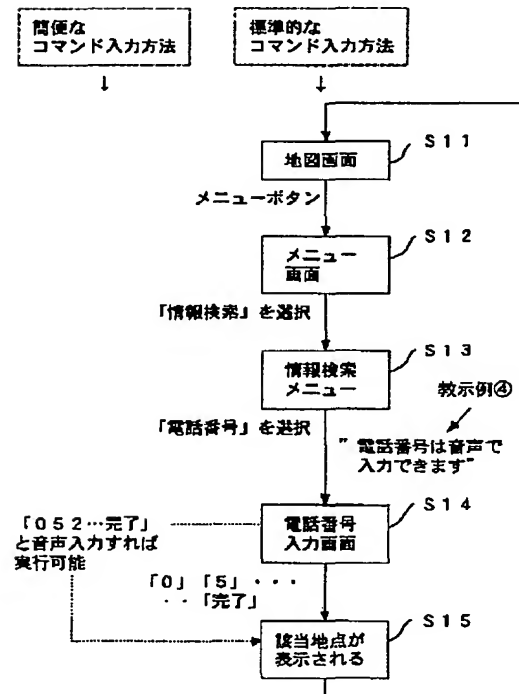 簡便な
コマンド入力方法
標準的な
コマンド入力方法
地図画面
S11
メニューボタン
メニュー
画面
S12
「情報検索」を選択
情報検索
メニュー
S13
教示例④
「電話番号」を選択
"電話番号は音声で
入力できます"
電話番号
入力画面
S14
「052…完了」
と音声入力すれば
実行可能
「0」「5」・・・
・・「完了」
該当地点が
表示される
S15